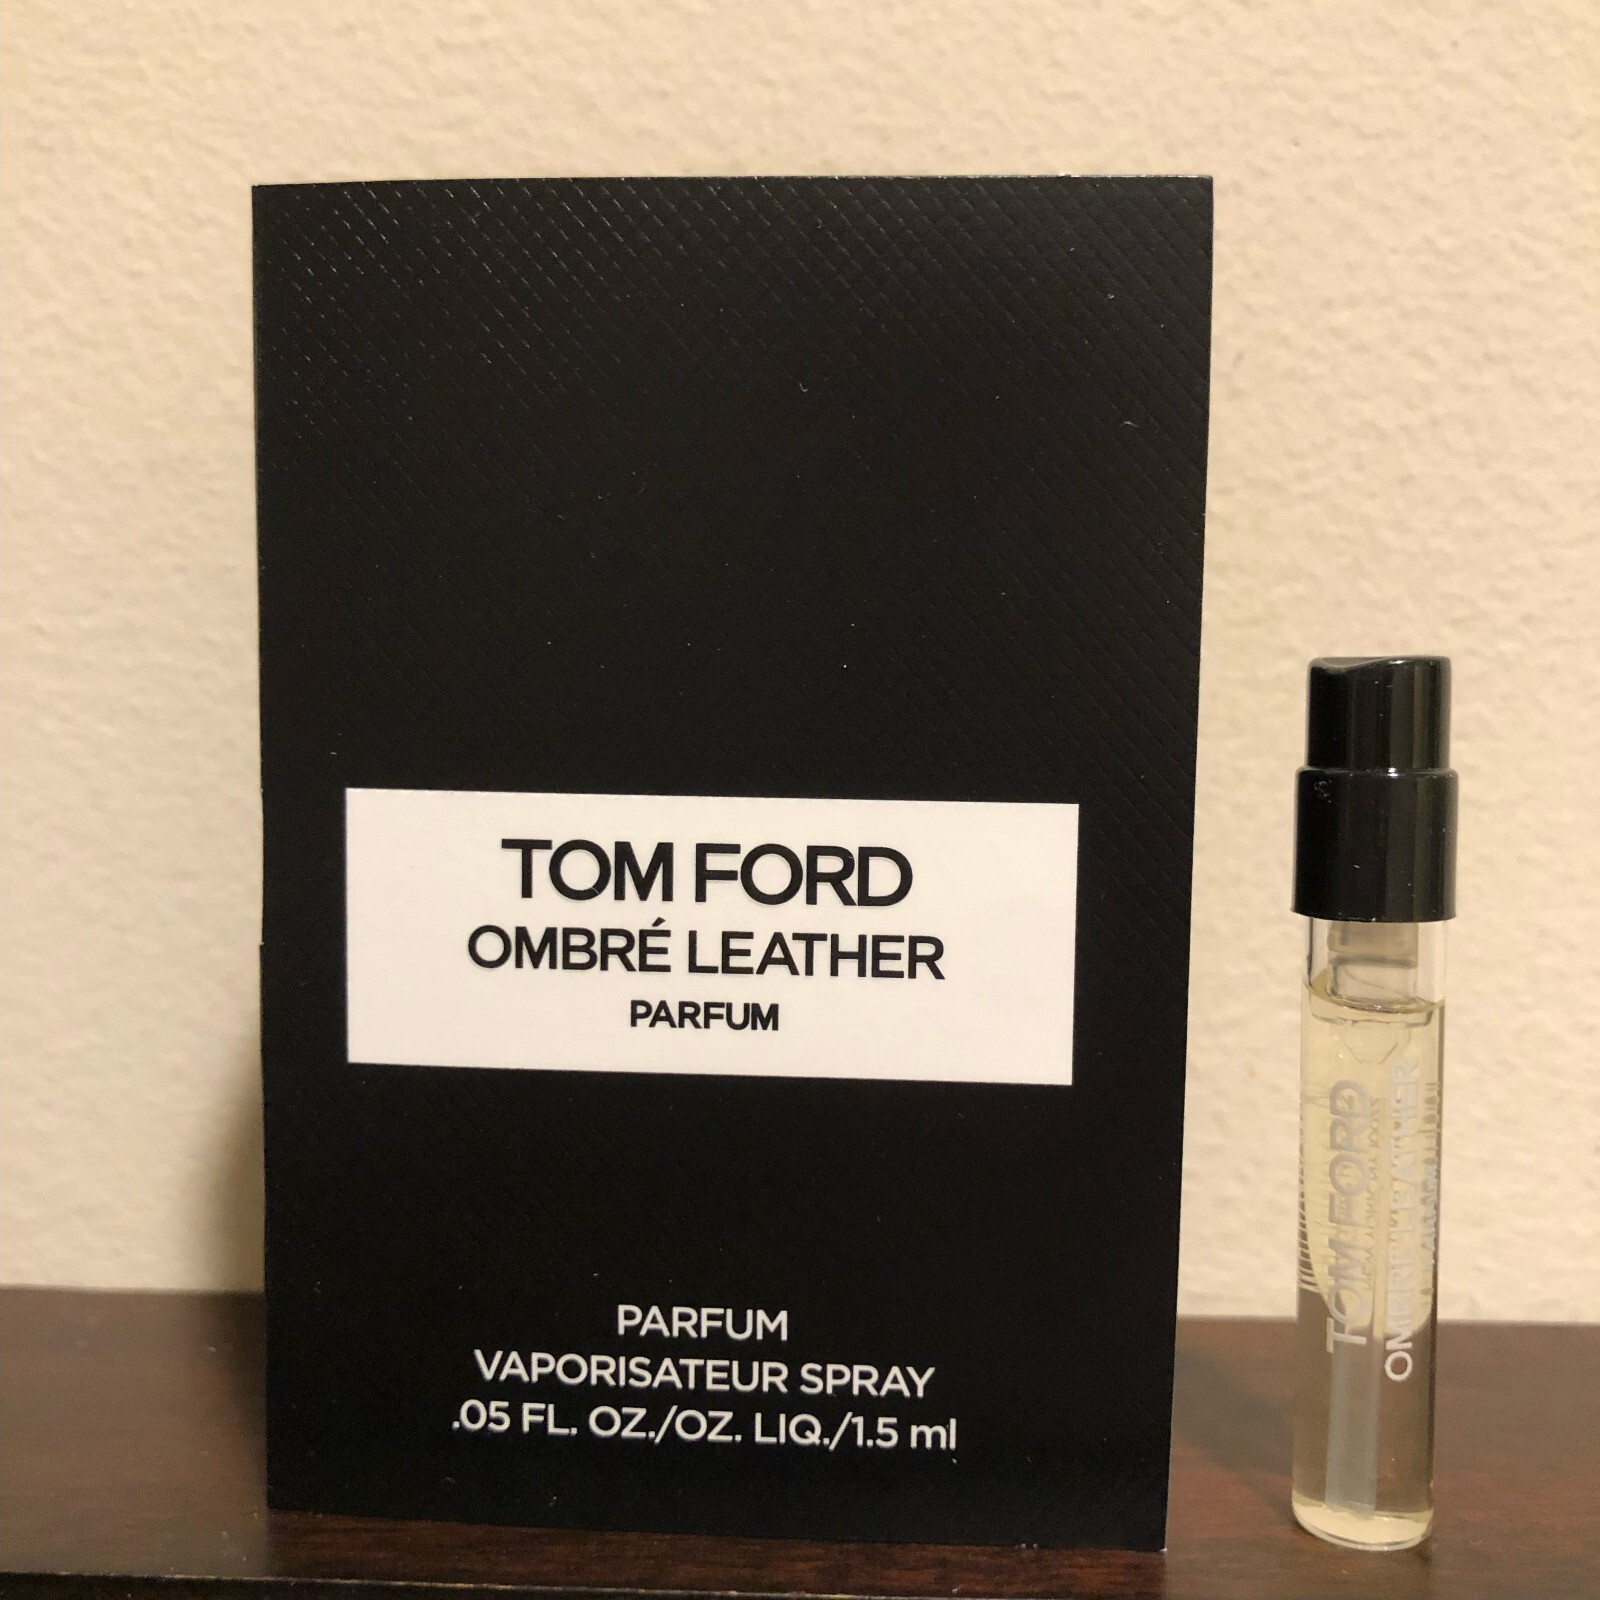 TOM FORD
OMBRÉ LEATHER
PARFUM
PARFUM
VAPORISATEUR SPRAY
.05 FL. OZ./OZ. LIQ./1.5 ml
TOM FORD
OMBRÉ LEATHER
PARFUM